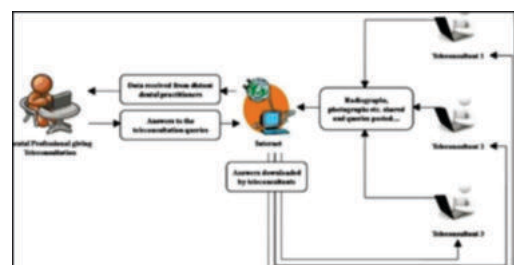 Teleconsultant 1
Data received from distant
dental practitioners
Radiographs,
photographs etc. shared
and queries posted...
Answers to the
teleconsultation queries
ental Professional giving
Teleconsultation
Internet
Teleconsultant 2
Answers downloaded
by teleconsultants
Teleconsultant 3